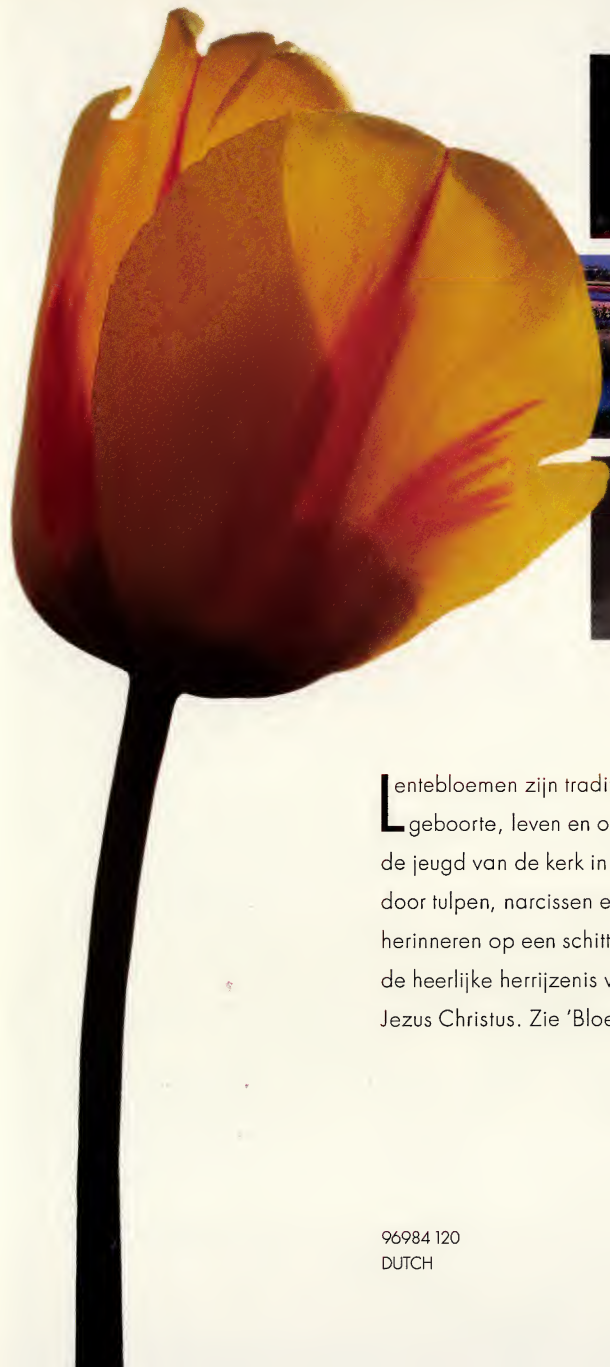 Lentebloemen zijn tradi
geboorte, leven en o
de jeugd van de kerk in
door tulpen, narcissen e
herinneren op een schitt
de heerlijke herrijzenis v
Jezus Christus. Zie ’Bloe
96984 120
DUTCH